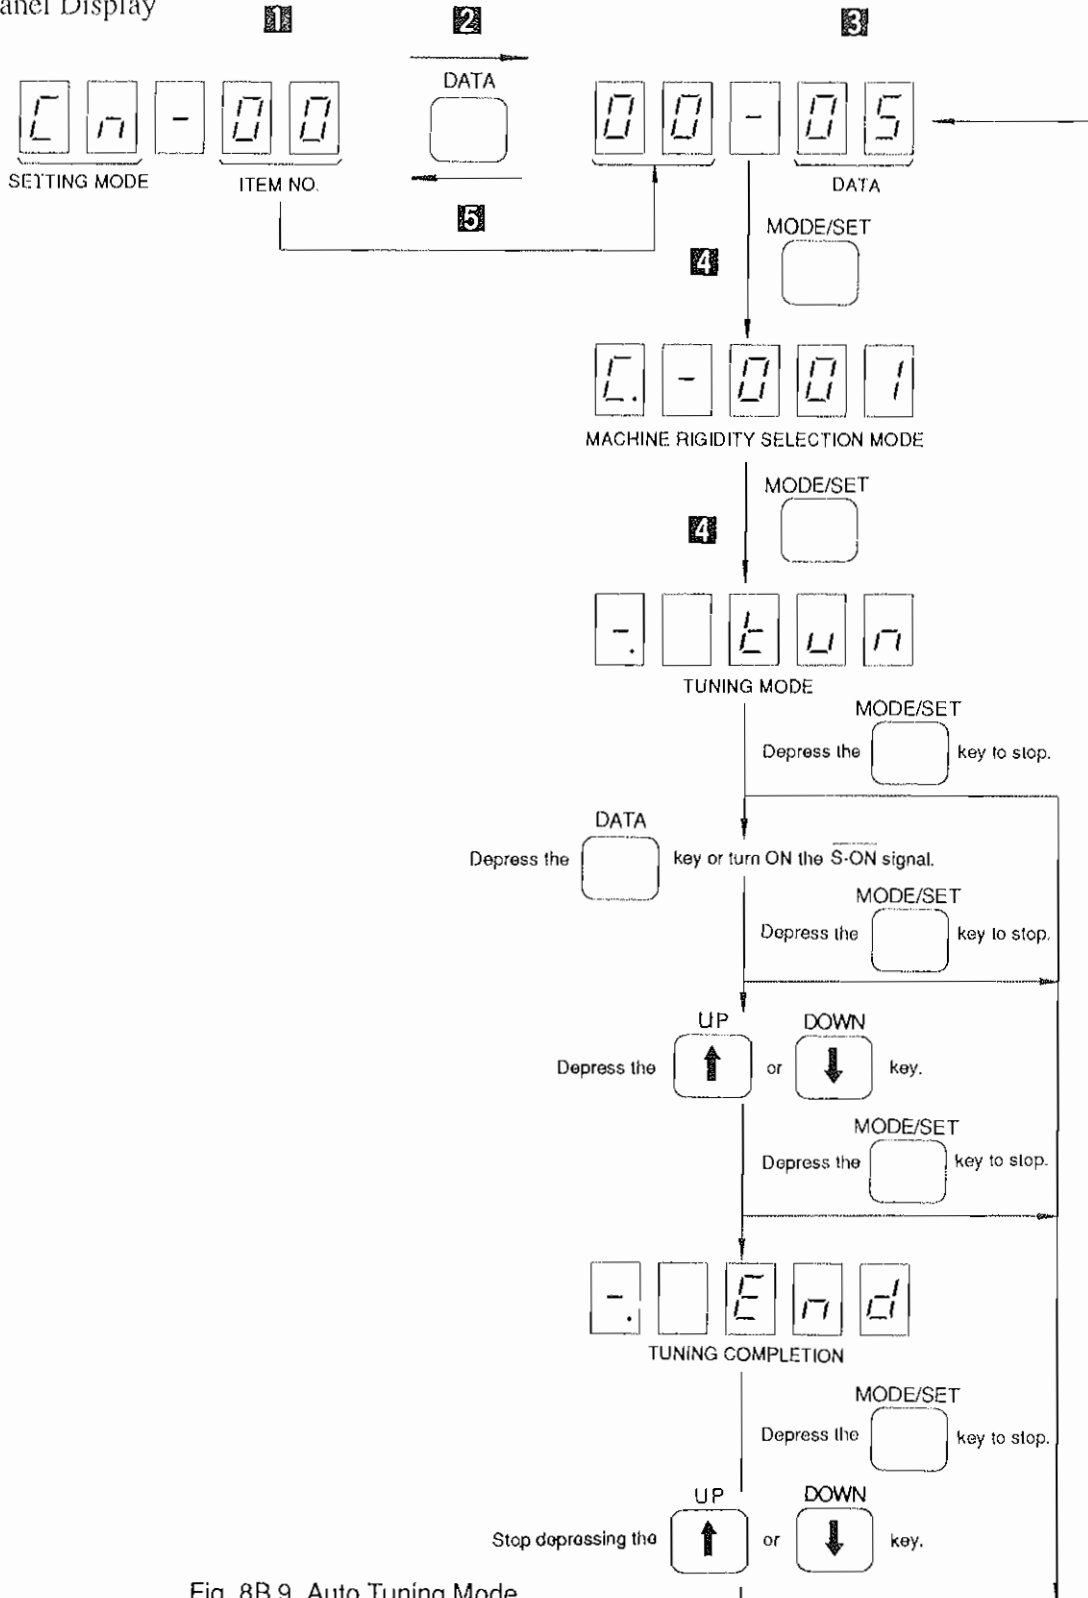 anel Display
1 2 3
DATA
Cn-00 00-05
SETTING MODE ITEM NO. DATA
5
MODE/SET
4
C.-001
MACHINE RIGIDITY SELECTION MODE
MODE/SET
4
-. tun
TUNING MODE
MODE/SET
Depress the key to stop.
DATA
Depress the key or turn ON the S-ON signal.
MODE/SET
Depress the key to stop.
UP DOWN
Depress the ↑ or ↓ key.
MODE/SET
Depress the key to stop.
-. End
TUNING COMPLETION
MODE/SET
Depress the key to stop.
UP DOWN
Stop depressing the ↑ or ↓ key.
Fig. 8B.9 Auto Tuning Mode